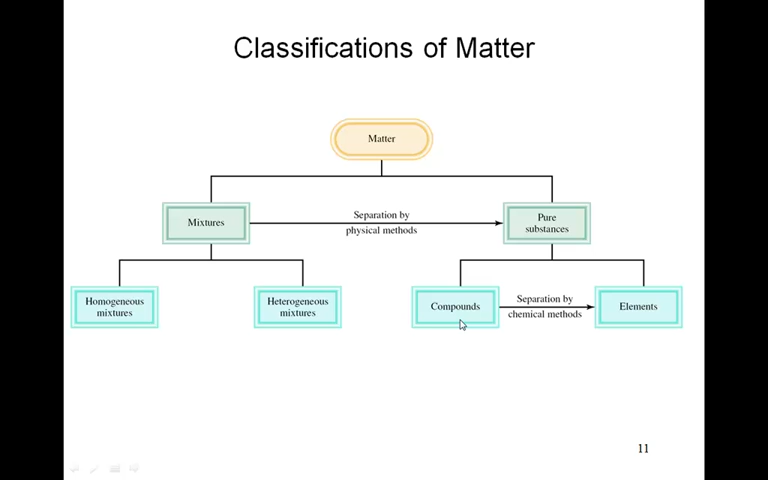 Classifications of Matter
Matter
Mixtures
Separation by
physical methods
Pure
substances
Homogeneous
mixtures
Heterogeneous
mixtures
Compounds
Separation by
chemical methods
Elements
11